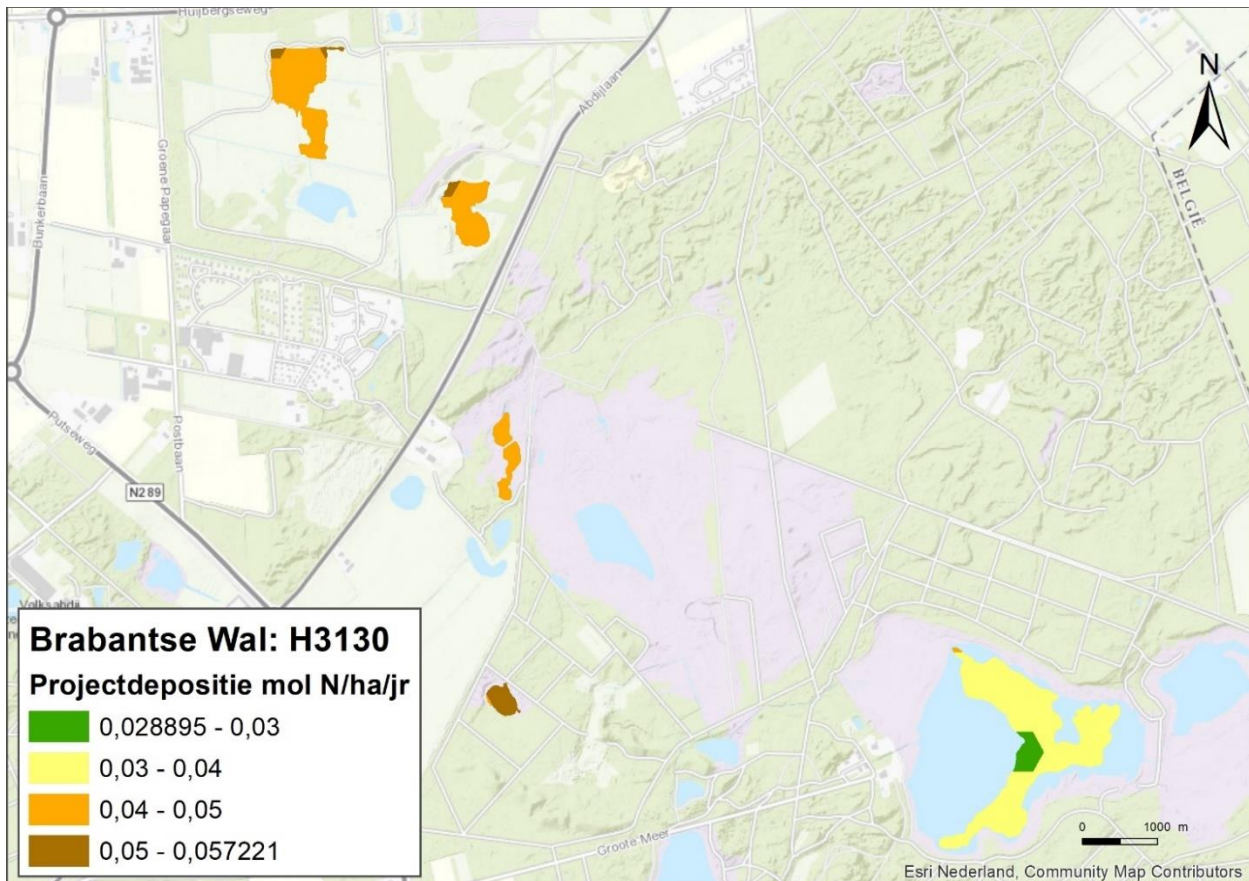 Huijbergseweg
Abdijlaan
N
BELGIË
Bunkerbaan
Groene Papegaai
Postbaan
Putseweg
N289
Volksabdij
Brabantse Wal: H3130
Projectdepositie mol N/ha/jr
0,028895 - 0,03
0,03 - 0,04
0,04 - 0,05
0,05 - 0,057221
Groote Meer
0 1000 m
Esri Nederland, Community Map Contributors